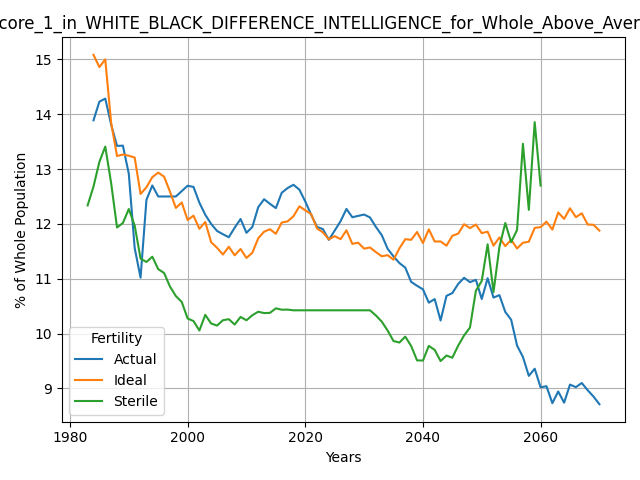 core_1_in_WHITE_BLACK_DIFFERENCE_INTELLIGENCE_for_Whole_Above_Aver
15
14
13
12
11
10
9
% of Whole Population
Fertility
Actual
Ideal
Sterile
1980 2000 2020 2040 2060
Years